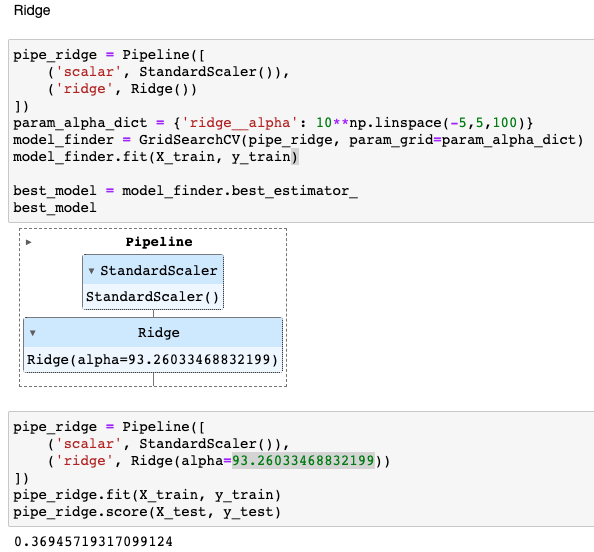 Ridge
pipe_ridge = Pipeline([
    ('scalar', StandardScaler()),
    ('ridge', Ridge())
])
param_alpha_dict = {'ridge__alpha': 10**np.linspace(-5,5,100)}
model_finder = GridSearchCV(pipe_ridge, param_grid=param_alpha_dict)
model_finder.fit(X_train, y_train)

best_model = model_finder.best_estimator_
best_model
Pipeline
StandardScaler
StandardScaler()
Ridge
Ridge(alpha=93.26033468832199)
pipe_ridge = Pipeline([
    ('scalar', StandardScaler()),
    ('ridge', Ridge(alpha=93.26033468832199))
])
pipe_ridge.fit(X_train, y_train)
pipe_ridge.score(X_test, y_test)
0.36945719317099124